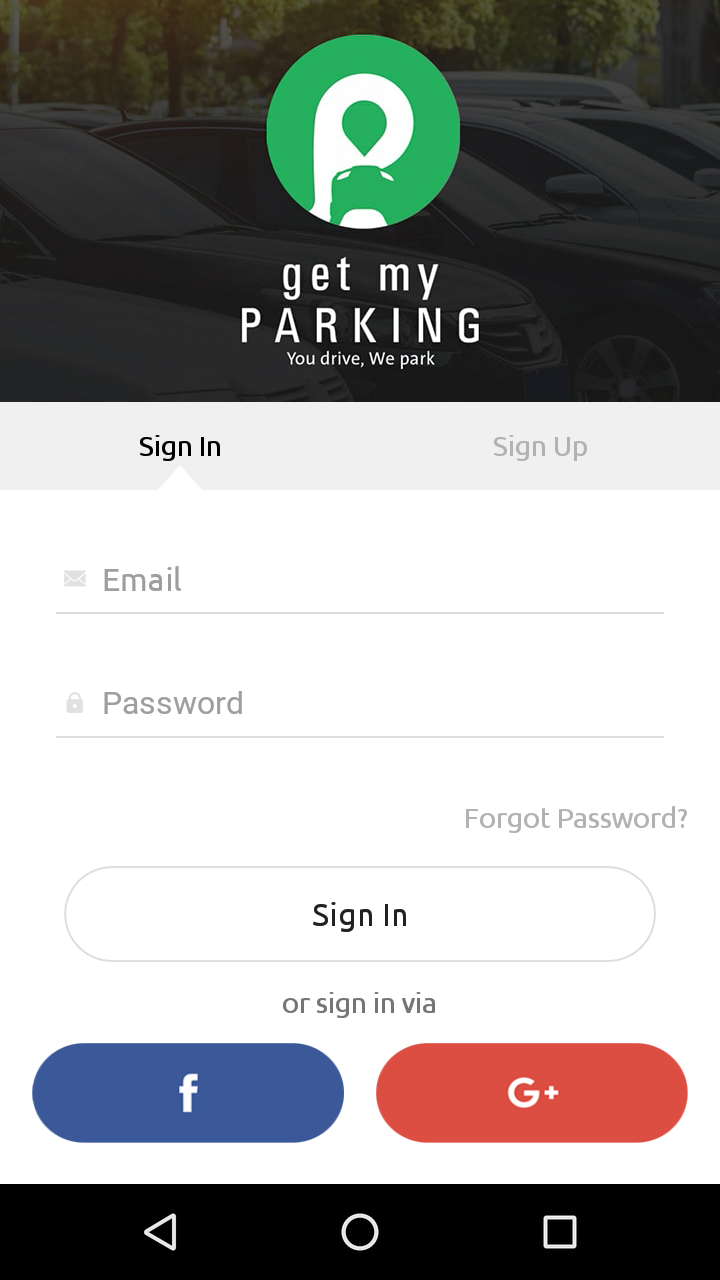 get my
PARKING
You drive, We park
Sign In
Sign Up
Email
Password
Forgot Password?
Sign In
or sign in via
f
G+